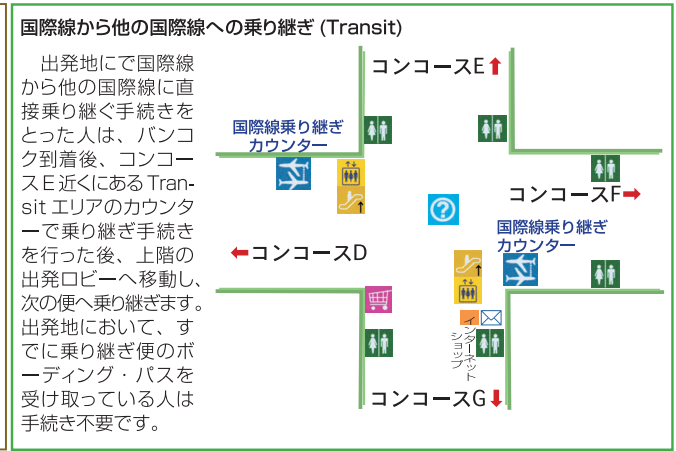 国際線から他の国際線への乗り継ぎ (Transit)
出発地にで国際線
から他の国際線に直
接乗り継ぐ手続きを
とった人は、バンコ
ク到着後、コンコー
スE近くにあるTran-
sitエリアのカウンタ
ーで乗り継ぎ手続き
を行った後、上階の
出発ロビーへ移動し、
次の便へ乗り継ぎます。
出発地において、す
でに乗り継ぎ便のボ
ーディング・パスを
受け取っている人は
手続き不要です。
コンコースE
国際線乗り継ぎ
カウンター
コンコースF
国際線乗り継ぎ
カウンター
コンコースD
インターネット
ショップ
コンコースG